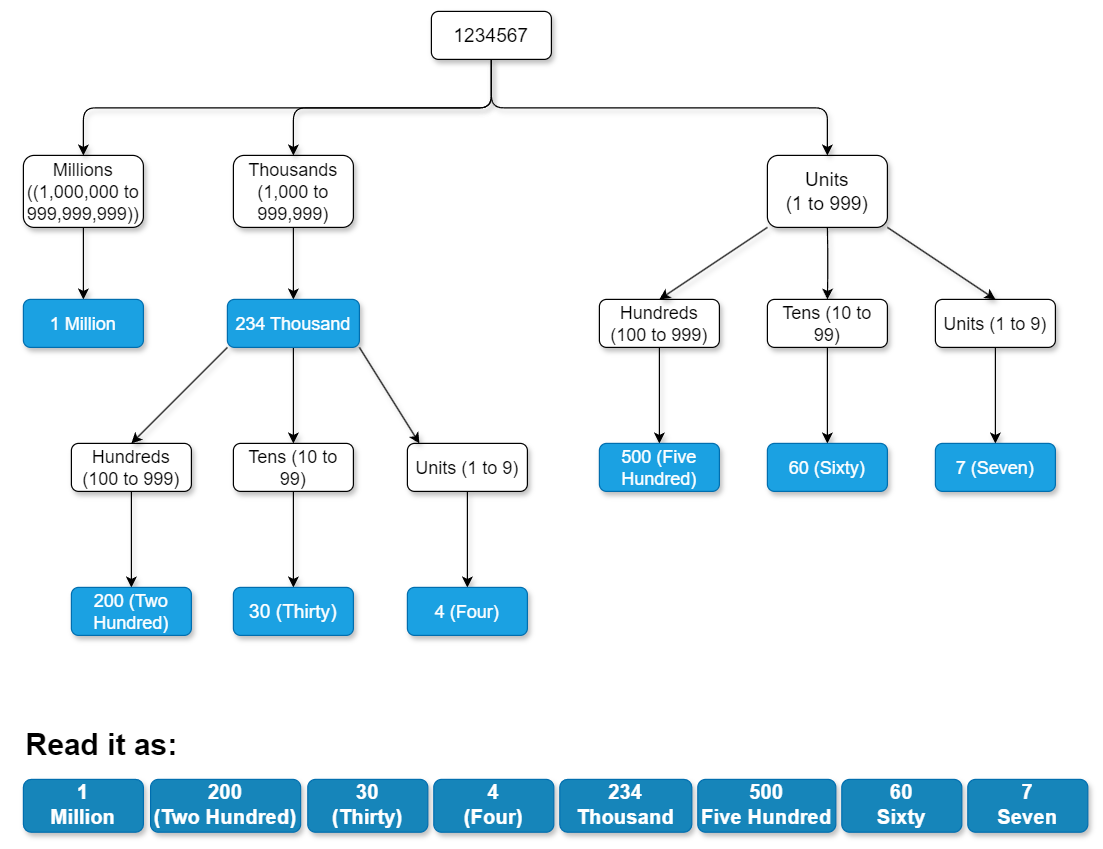 1234567
Millions
((1,000,000 to
999,999,999))
Thousands
(1,000 to
999,999)
Units
(1 to 999)
1 Million
234 Thousand
Hundreds
(100 to 999)
Tens (10 to
99)
Units (1 to 9)
Hundreds
(100 to 999)
Tens (10 to
99)
Units (1 to 9)
500 (Five
Hundred)
60 (Sixty)
7 (Seven)
200 (Two
Hundred)
30 (Thirty)
4 (Four)
Read it as:
1
Million
200
(Two Hundred)
30
(Thirty)
4
(Four)
234
Thousand
500
Five Hundred
60
Sixty
7
Seven